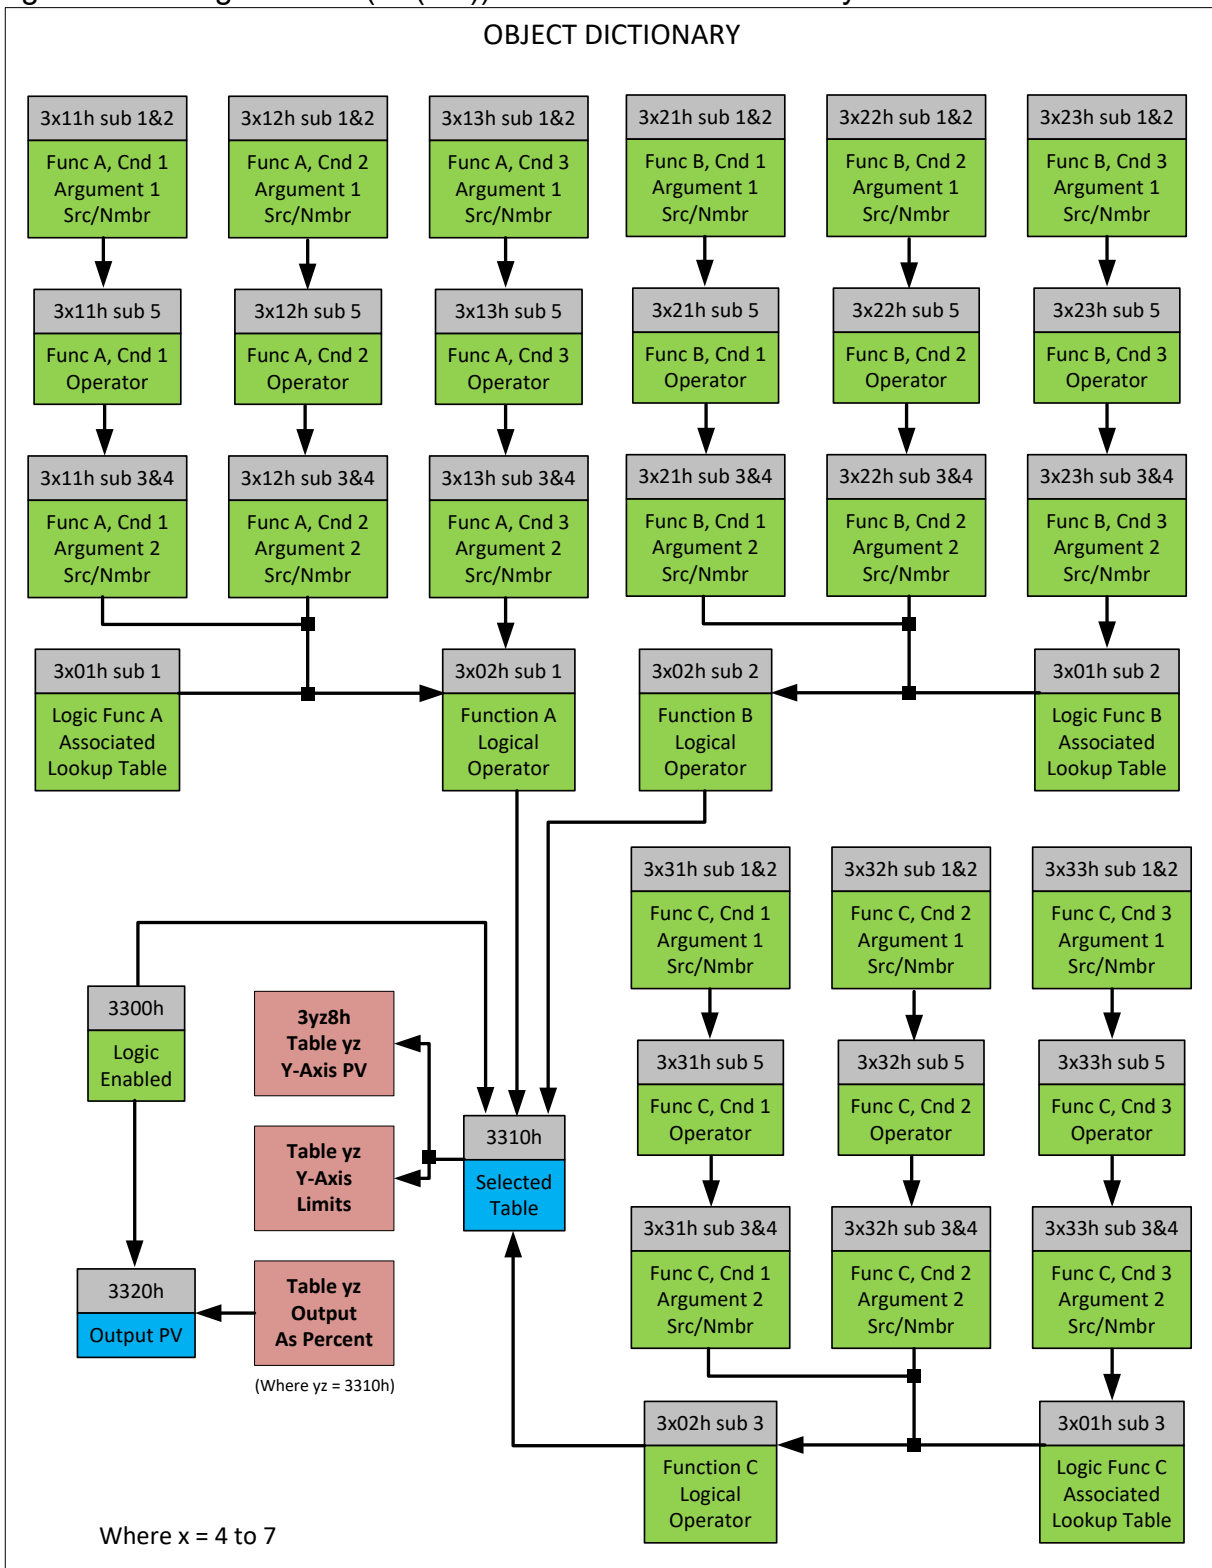 OBJECT DICTIONARY
3x11h sub 1&2
Func A, Cnd 1
Argument 1
Src/Nmbr
3x12h sub 1&2
Func A, Cnd 2
Argument 1
Src/Nmbr
3x13h sub 1&2
Func A, Cnd 3
Argument 1
Src/Nmbr
3x21h sub 1&2
Func B, Cnd 1
Argument 1
Src/Nmbr
3x22h sub 1&2
Func B, Cnd 2
Argument 1
Src/Nmbr
3x23h sub 1&2
Func B, Cnd 3
Argument 1
Src/Nmbr
3x11h sub 5
Func A, Cnd 1
Operator
3x12h sub 5
Func A, Cnd 2
Operator
3x13h sub 5
Func A, Cnd 3
Operator
3x21h sub 5
Func B, Cnd 1
Operator
3x22h sub 5
Func B, Cnd 2
Operator
3x23h sub 5
Func B, Cnd 3
Operator
3x11h sub 3&4
Func A, Cnd 1
Argument 2
Src/Nmbr
3x12h sub 3&4
Func A, Cnd 2
Argument 2
Src/Nmbr
3x13h sub 3&4
Func A, Cnd 3
Argument 2
Src/Nmbr
3x21h sub 3&4
Func B, Cnd 1
Argument 2
Src/Nmbr
3x22h sub 3&4
Func B, Cnd 2
Argument 2
Src/Nmbr
3x23h sub 3&4
Func B, Cnd 3
Argument 2
Src/Nmbr
3x01h sub 1
Logic Func A
Associated
Lookup Table
3x02h sub 1
Function A
Logical
Operator
3x02h sub 2
Function B
Logical
Operator
3x01h sub 2
Logic Func B
Associated
Lookup Table
3x31h sub 1&2
Func C, Cnd 1
Argument 1
Src/Nmbr
3x32h sub 1&2
Func C, Cnd 2
Argument 1
Src/Nmbr
3x33h sub 1&2
Func C, Cnd 3
Argument 1
Src/Nmbr
3300h
Logic
Enabled
3yz8h
Table yz
Y-Axis PV
3x31h sub 5
Func C, Cnd 1
Operator
3x32h sub 5
Func C, Cnd 2
Operator
3x33h sub 5
Func C, Cnd 3
Operator
Table yz
Y-Axis
Limits
3310h
Selected
Table
3x31h sub 3&4
Func C, Cnd 1
Argument 2
Src/Nmbr
3x32h sub 3&4
Func C, Cnd 2
Argument 2
Src/Nmbr
3x33h sub 3&4
Func C, Cnd 3
Argument 2
Src/Nmbr
3320h
Output PV
Table yz
Output
As Percent
(Where yz = 3310h)
3x02h sub 3
Function C
Logical
Operator
3x01h sub 3
Logic Func C
Associated
Lookup Table
Where x = 4 to 7